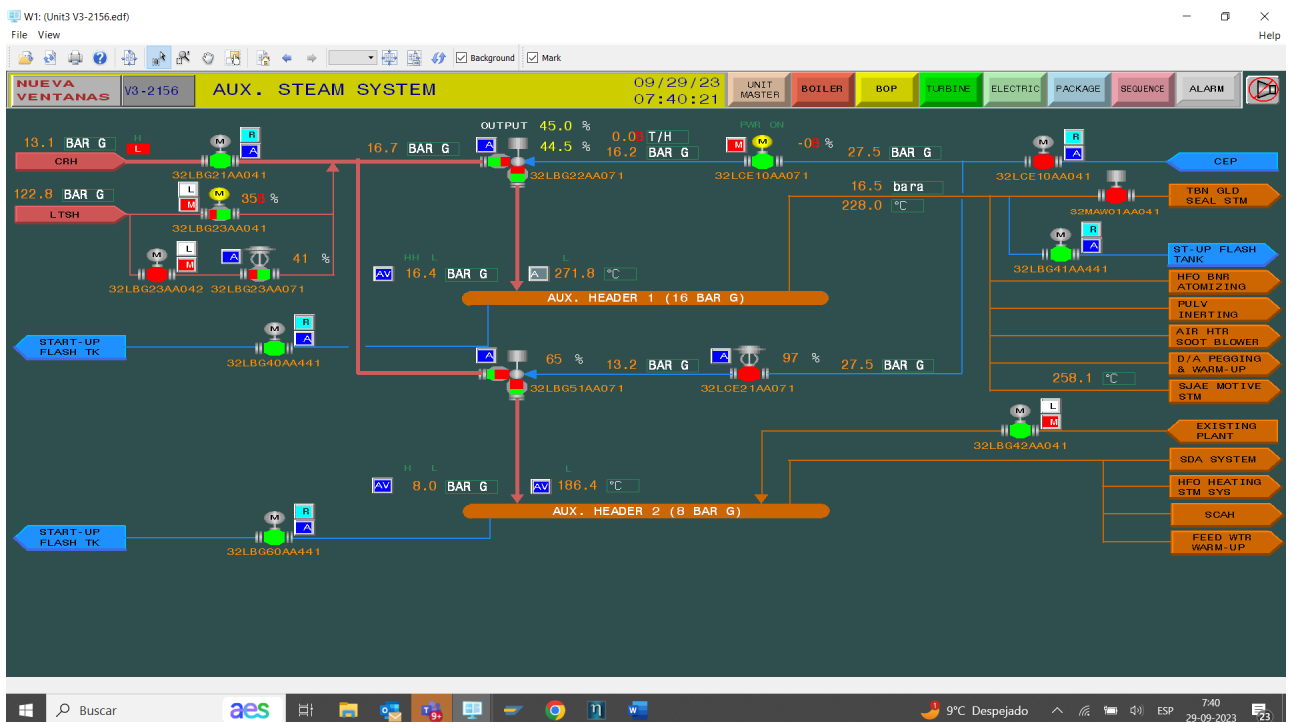 W1: (Unit3 V3-2156.edf)
File View
Help
Background
Mark
NUEVA
VENTANAS
V3-2156
AUX. STEAM SYSTEM
09/29/23
07:40:21
UNIT
MASTER
BOILER
BOP
TURBINE
ELECTRIC
PACKAGE
SEQUENCE
ALARM
OUTPUT 45.0 %
44.5 %
0.0 T/H
16.2 BAR G
PWR ON
M M
%
27.5 BAR G
13.1 BAR G
H
L
CRH
M R
A
32LBG21AA041
16.7 BAR G
A
32LBG22AA071
32LCE10AA071
M R
A
32LCE10AA041
CEP
122.8 BAR G
LTSH
L
M
M
%
32LBG23AA041
16.5 bara
228.0 °C
32MAW01AA041
TBN GLD
SEAL STM
M L
M
32LBG23AA042
A
41 %
32LBG23AA071
HH L
AV 16.4 BAR G
L
A 271.8 °C
AUX. HEADER 1 (16 BAR G)
M R
A
32LBG41AA441
ST-UP FLASH
TANK
HFO BNR
ATOMIZING
PULV
INERTING
AIR HTR
SOOT BLOWER
D/A PEGGING
& WARM-UP
258.1 °C
SJAE MOTIVE
STM
START-UP
FLASH TK
M R
A
32LBG40AA441
A
65 %
32LBG51AA071
13.2 BAR G
A
97 %
32LCE21AA071
27.5 BAR G
M L
M
32LBG42AA041
EXISTING
PLANT
SDA SYSTEM
HFO HEATING
STM SYS
SCAH
FEED WTR
WARM-UP
H L
AV 8.0 BAR G
L
AV 186.4 °C
AUX. HEADER 2 (8 BAR G)
START-UP
FLASH TK
M R
A
32LBG60AA441
Buscar
aes
9+
9°C Despejado
ESP
7:40
29-09-2023
23